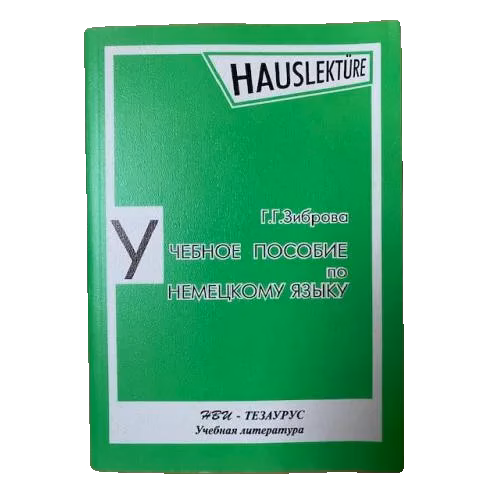 HAUSLEKTÜRE
Г.Г.Зиброва
УЧЕБНОЕ ПОСОБИЕ
по
НЕМЕЦКОМУ ЯЗЫКУ
НВИ - ТЕЗАУРУС
Учебная литература